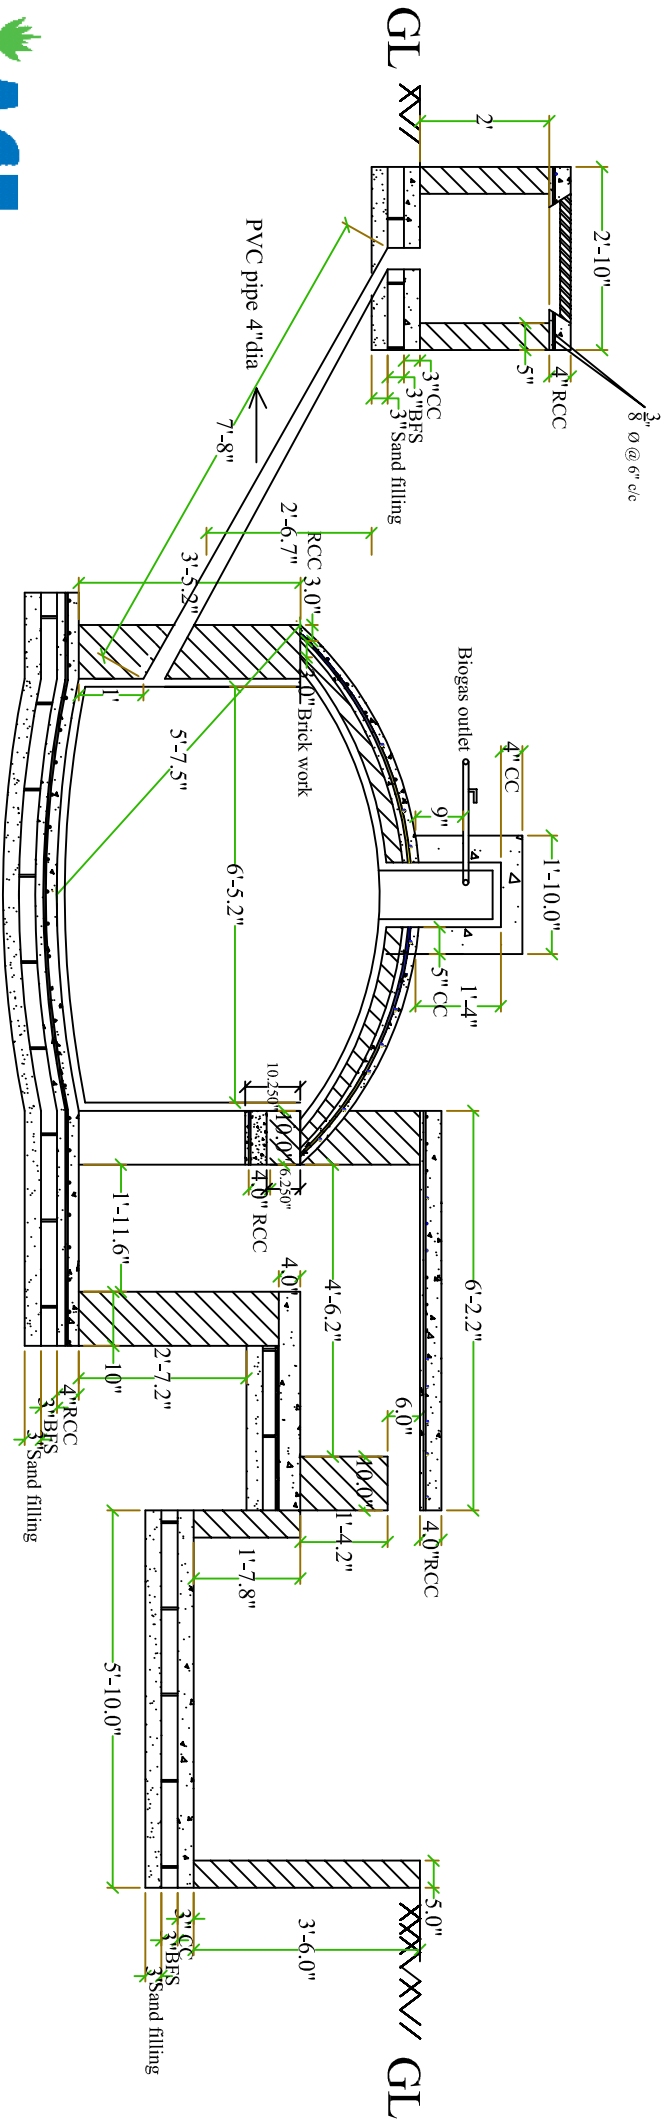 GL
2'
2'-10"
3/8" Ø @ 6" c/c
4" RCC
5"
3" CC
3" BFS
3" Sand filling
PVC pipe 4" dia
7'-8"
2'-6.7"
3'-5.2"
RCC 3.0"
Brick work
1'
5'-7.5"
6'-5.2"
Biogas outlet
4" CC
9"
1'-10.0"
5" CC
1'-4"
10.250"
10.0"
6.250"
4.0" RCC
6'-2.2"
1'-11.6"
4'-6.2"
4.0"
10"
2'-7.2"
4" RCC
3" BFS
3" Sand filling
6.0"
10.0"
1'-4.2"
4.0" RCC
1'-7.8"
5'-10.0"
5.0"
3'-6.0"
3" CC
3" BFS
3" Sand filling
GL